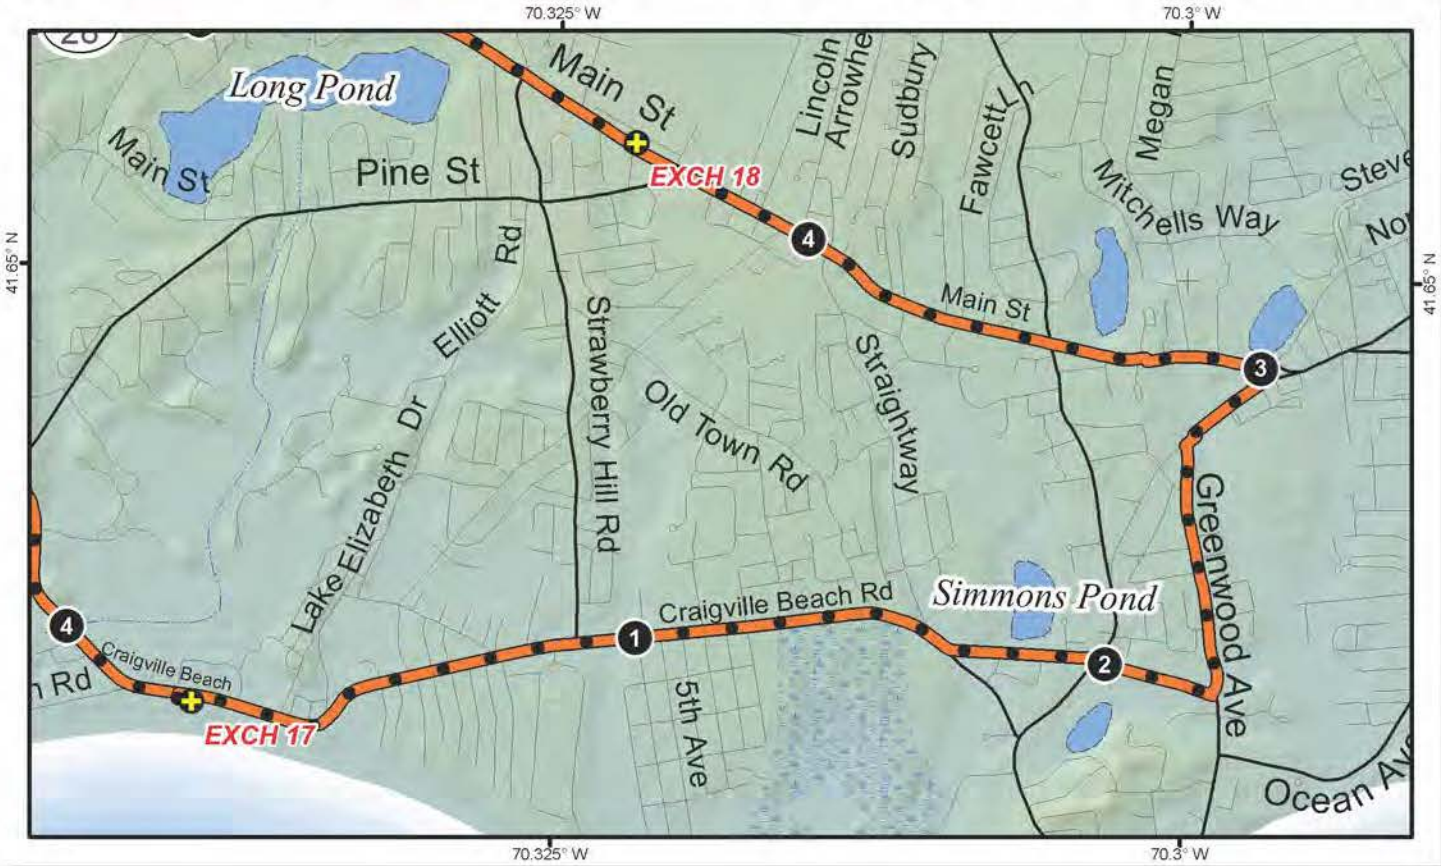 70.325° W
70.3° W
28
Main St
Long Pond
Lincoln
Arrowhe
Sudbury
Fawcett Ln
Megan
Main St
Pine St
EXCH 18
Mitchells Way
Steve
Nor
41.65° N
41.65° N
4
Rd
Elliott
Main St
Strawberry Hill Rd
Straightway
3
Old Town Rd
Lake Elizabeth Dr
Greenwood Ave
Craigville Beach Rd
Simmons Pond
4
1
2
Craigville Beach
n Rd
EXCH 17
5th Ave
Ocean Av
70.325° W
70.3° W